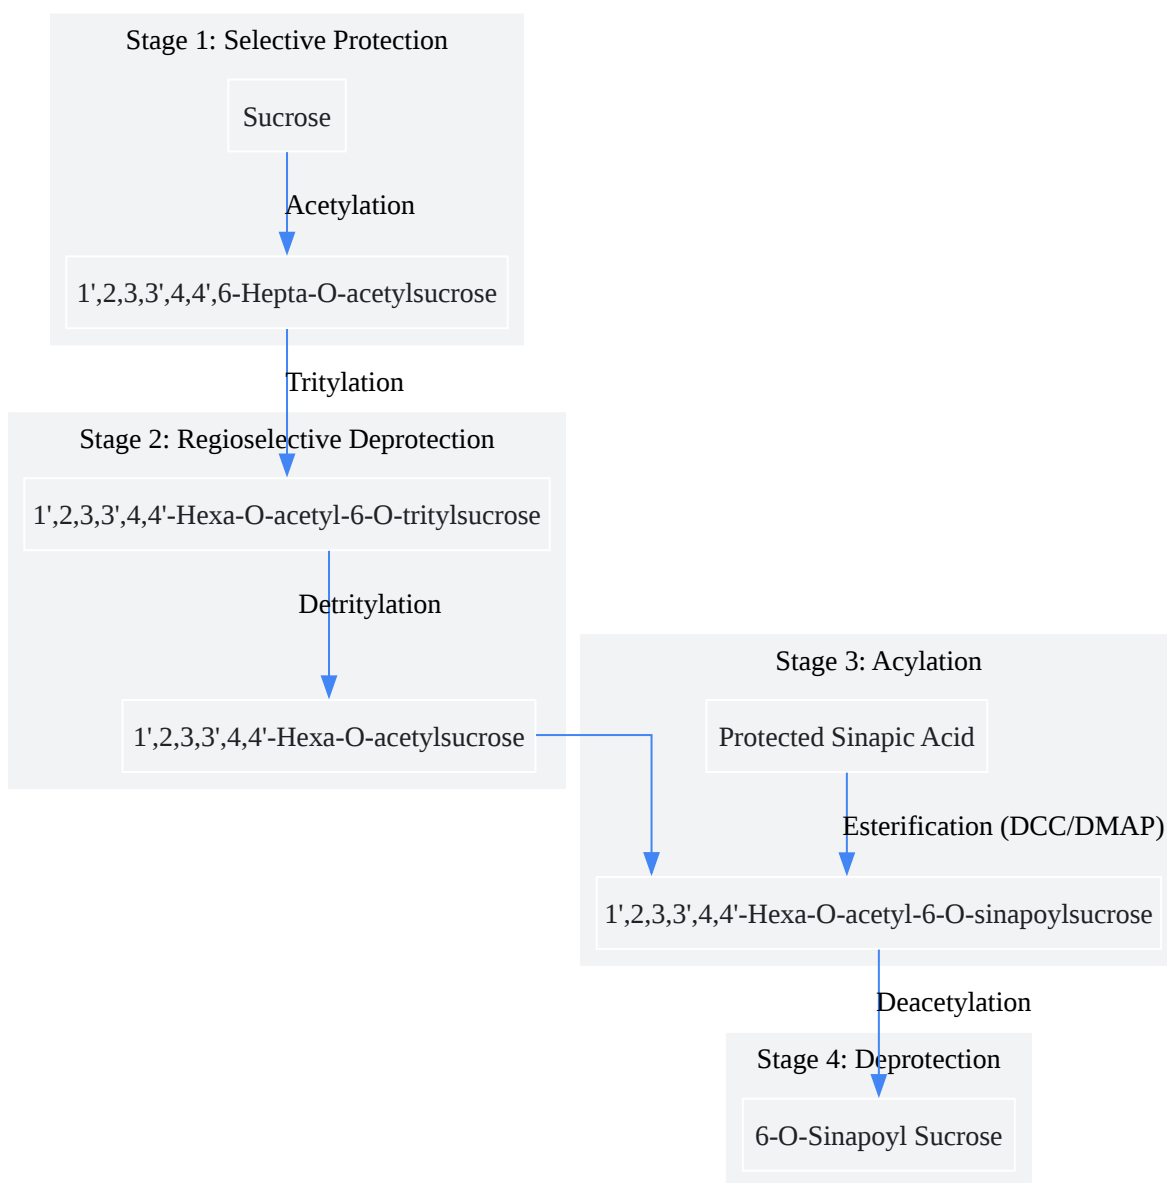 Stage 1: Selective Protection
Sucrose
Acetylation
1',2,3,3',4,4',6-Hepta-O-acetylsucrose
Tritylation
Stage 2: Regioselective Deprotection
1',2,3,3',4,4'-Hexa-O-acetyl-6-O-tritylsucrose
Detritylation
1',2,3,3',4,4'-Hexa-O-acetylsucrose
Stage 3: Acylation
Protected Sinapic Acid
Esterification (DCC/DMAP)
1',2,3,3',4,4'-Hexa-O-acetyl-6-O-sinapoylsucrose
Deacetylation
Stage 4: Deprotection
6-O-Sinapoyl Sucrose